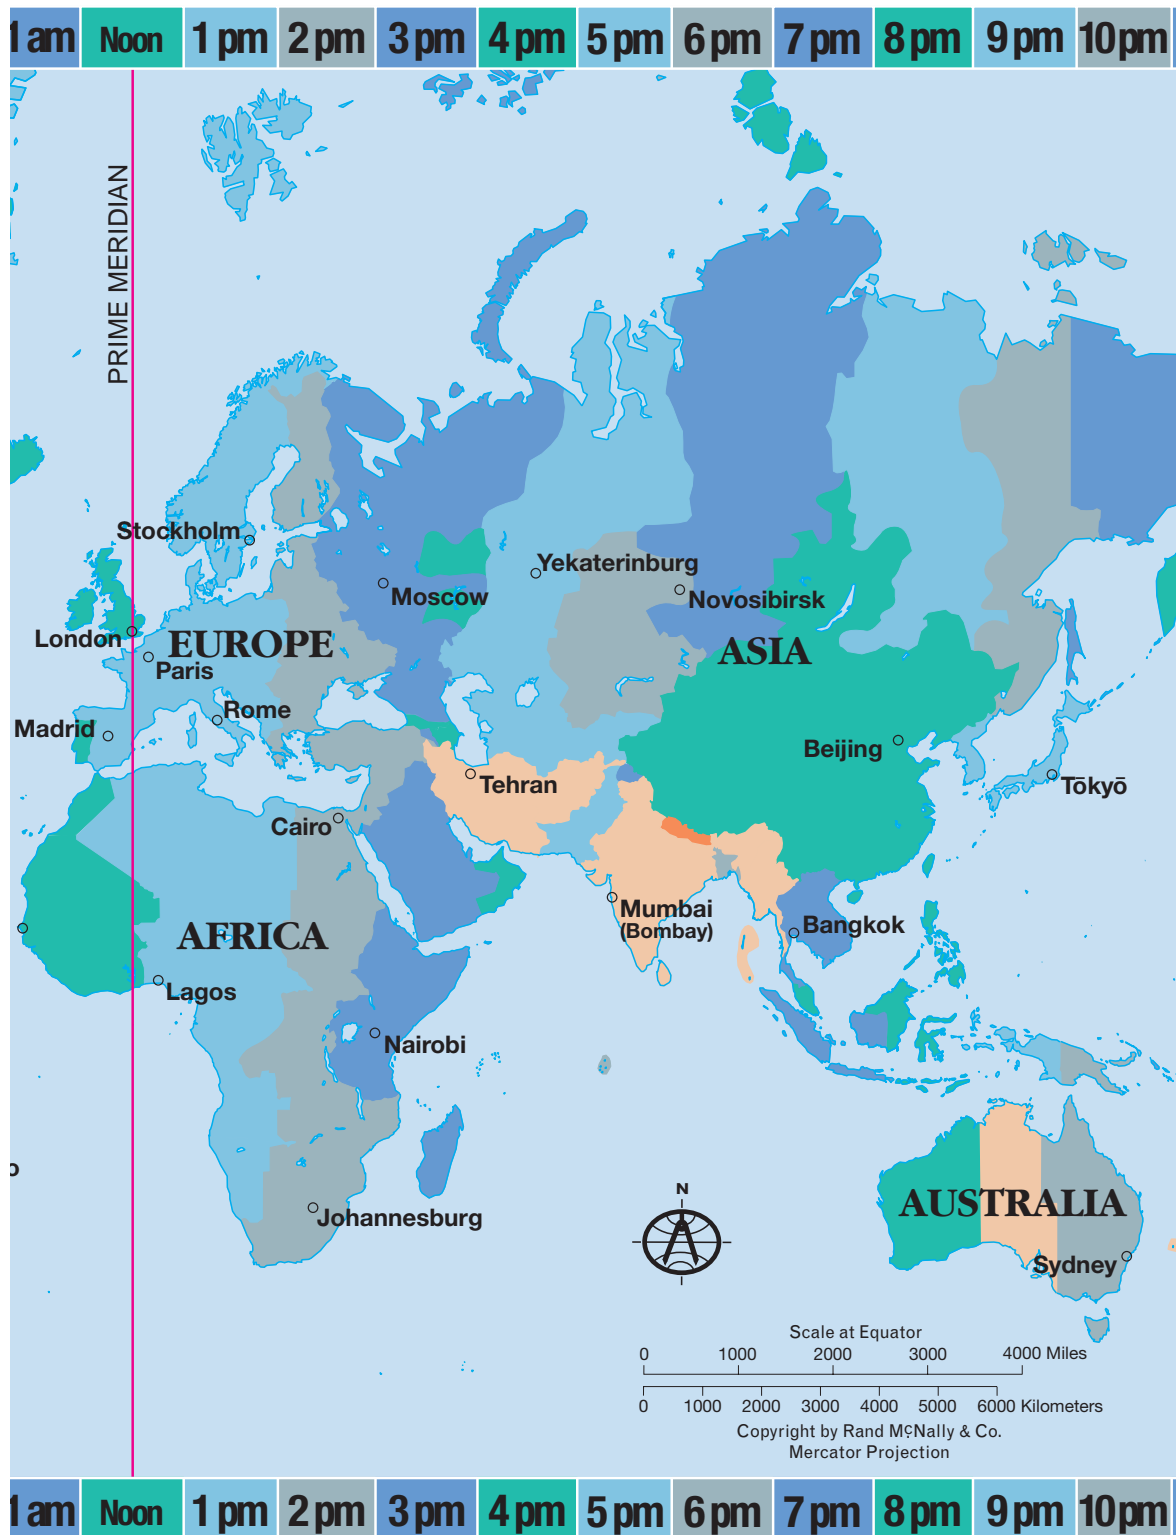 1 am Noon 1 pm 2 pm 3 pm 4 pm 5 pm 6 pm 7 pm 8 pm 9 pm 10 pm
PRIME MERIDIAN
Stockholm
Yekaterinburg
Moscow
Novosibirsk
London
EUROPE
ASIA
Paris
Rome
Madrid
Beijing
Tehran
Tōkyō
Cairo
Mumbai
(Bombay)
Bangkok
AFRICA
Lagos
Nairobi
o
Johannesburg
N
AUSTRALIA
Sydney
Scale at Equator
0 1000 2000 3000 4000 Miles
0 1000 2000 3000 4000 5000 6000 Kilometers
Copyright by Rand McNally & Co.
Mercator Projection
1 am Noon 1 pm 2 pm 3 pm 4 pm 5 pm 6 pm 7 pm 8 pm 9 pm 10 pm